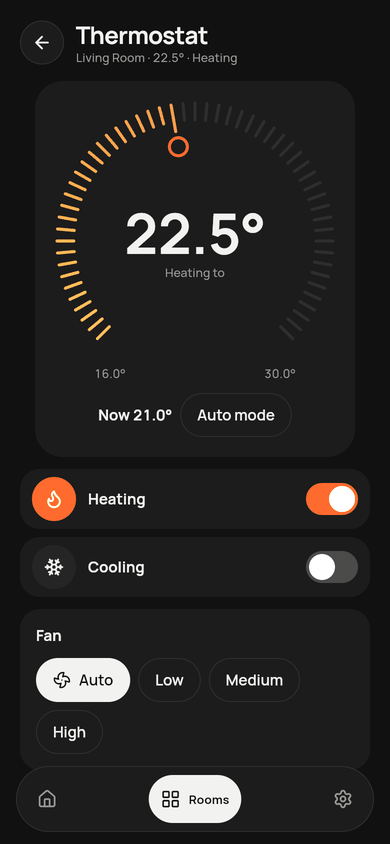 Thermostat
Living Room · 22.5° · Heating
22.5°
Heating to
16.0°
30.0°
Now 21.0°
Auto mode
Heating
Cooling
Fan
Auto
Low
Medium
High
Rooms